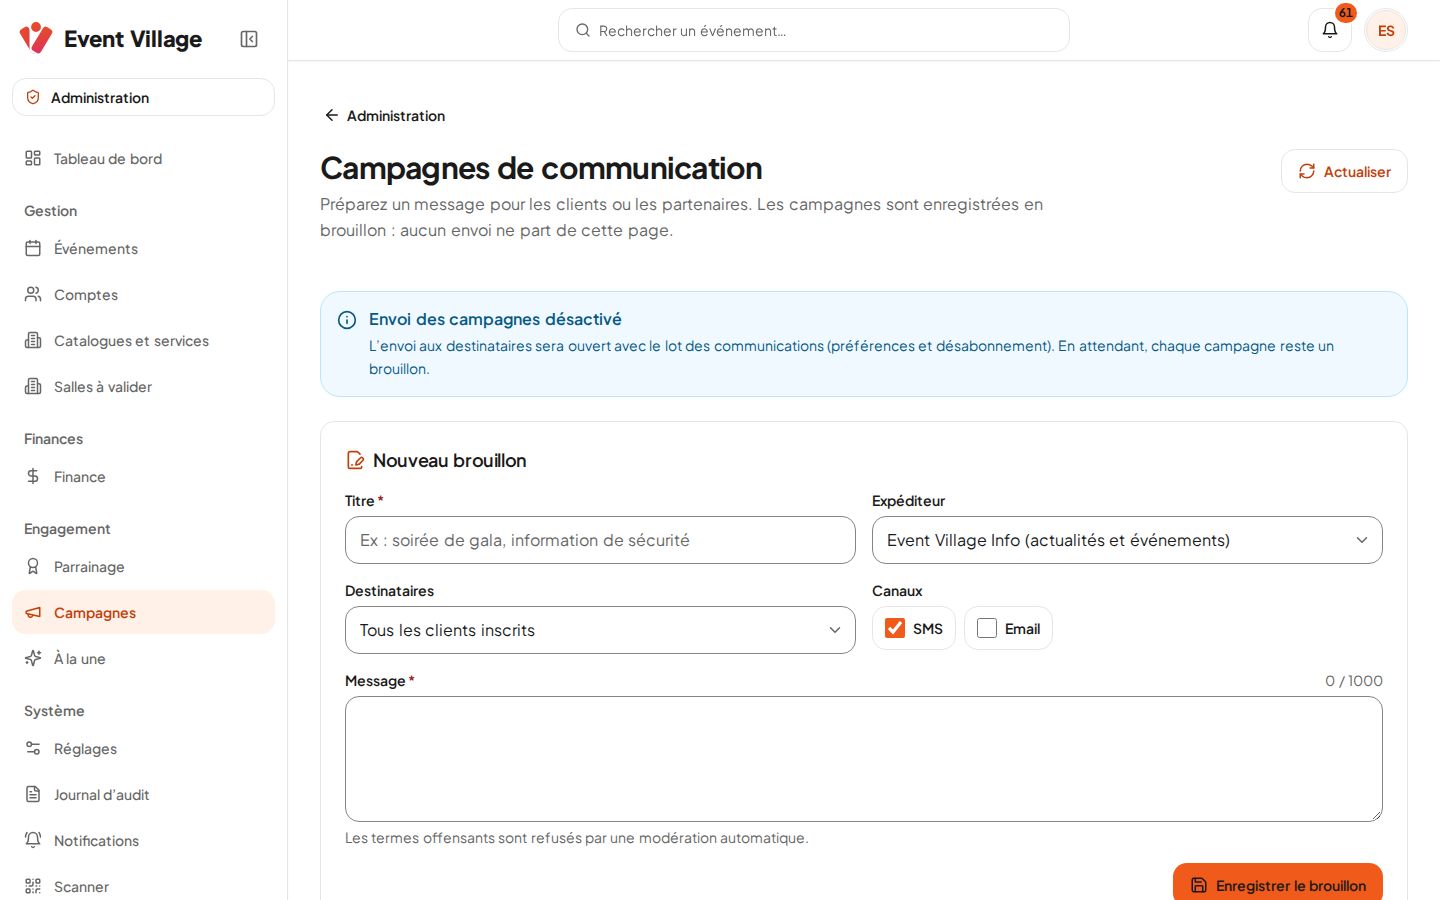 Event Village
Administration
Tableau de bord
Gestion
Événements
Comptes
Catalogues et services
Salles à valider
Finances
Finance
Engagement
Parrainage
Campagnes
À la une
Système
Réglages
Journal d’audit
Notifications
Scanner
Rechercher un événement…
61
ES
Administration
Campagnes de communication
Actualiser
Préparez un message pour les clients ou les partenaires. Les campagnes sont enregistrées en
brouillon : aucun envoi ne part de cette page.
Envoi des campagnes désactivé
L’envoi aux destinataires sera ouvert avec le lot des communications (préférences et désabonnement). En attendant, chaque campagne reste un
brouillon.
Nouveau brouillon
Titre *
Ex : soirée de gala, information de sécurité
Expéditeur
Event Village Info (actualités et événements)
Destinataires
Tous les clients inscrits
Canaux
SMS
Email
Message *
0 / 1000
Les termes offensants sont refusés par une modération automatique.
Enregistrer le brouillon